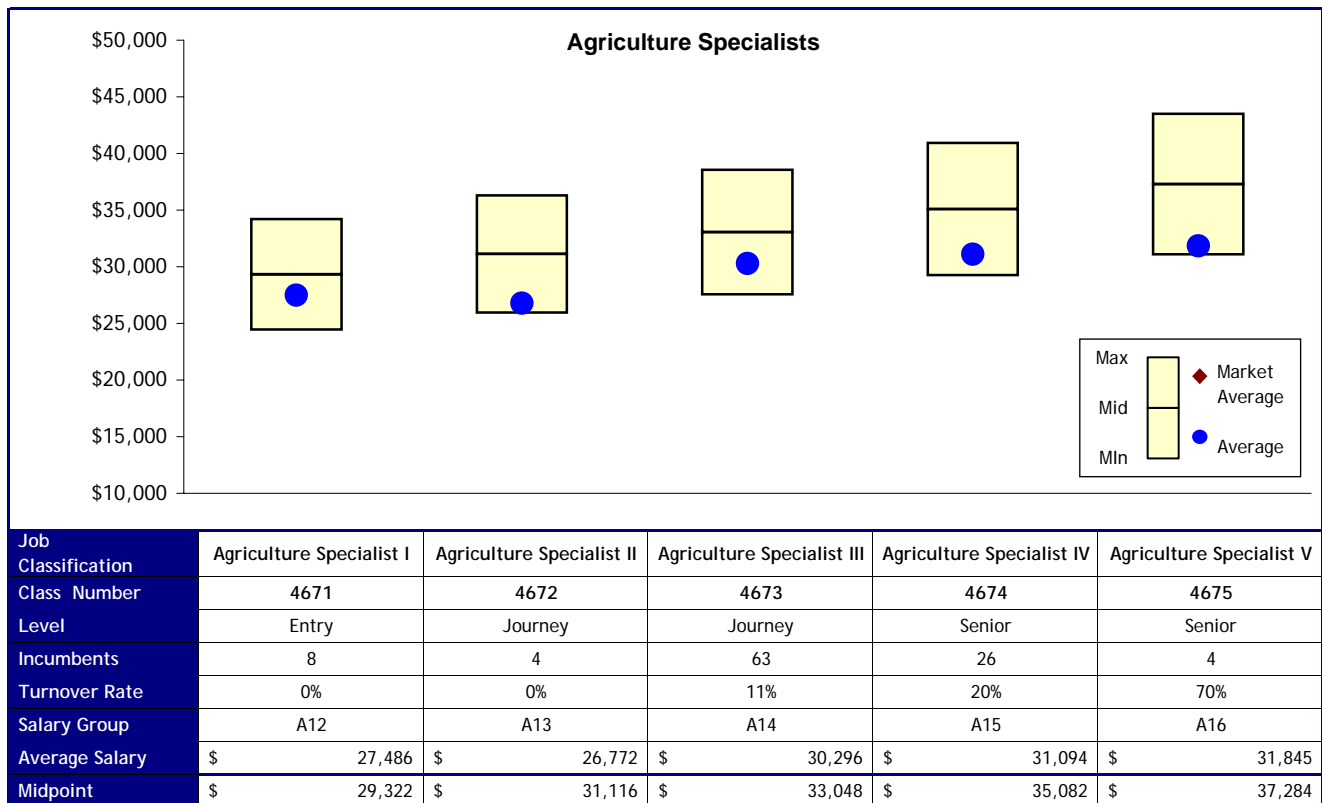 Agriculture Specialists
$50,000
$45,000
$40,000
$35,000
$30,000
$25,000
$20,000
$15,000
$10,000
Max
Mid
MIn
Market
Average
Average
Job
Classification Agriculture Specialist I Agriculture Specialist II Agriculture Specialist III Agriculture Specialist IV Agriculture Specialist V
Class Number 4671 4672 4673 4674 4675
Level Entry Journey Journey Senior Senior
Incumbents 8 4 63 26 4
Turnover Rate 0% 0% 11% 20% 70%
Salary Group A12 A13 A14 A15 A16
Average Salary $ 27,486 $ 26,772 $ 30,296 $ 31,094 $ 31,845
Midpoint $ 29,322 $ 31,116 $ 33,048 $ 35,082 $ 37,284